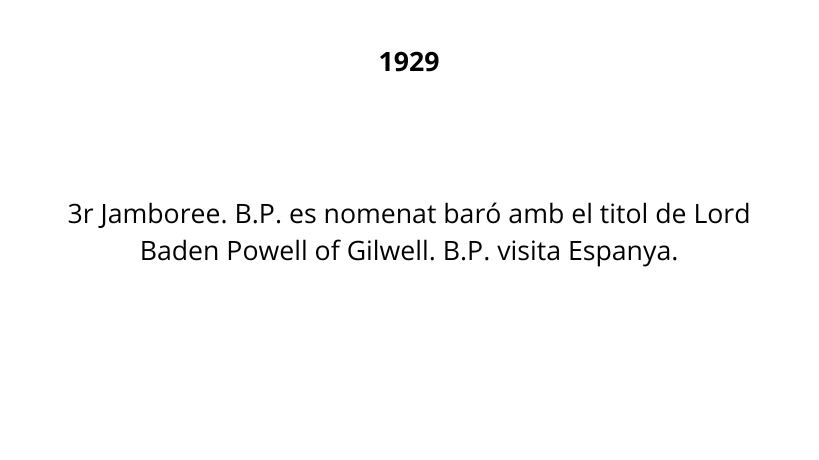 1929
3r Jamboree. B.P. es nomenat baró amb el titol de Lord
Baden Powell of Gilwell. B.P. visita Espanya.